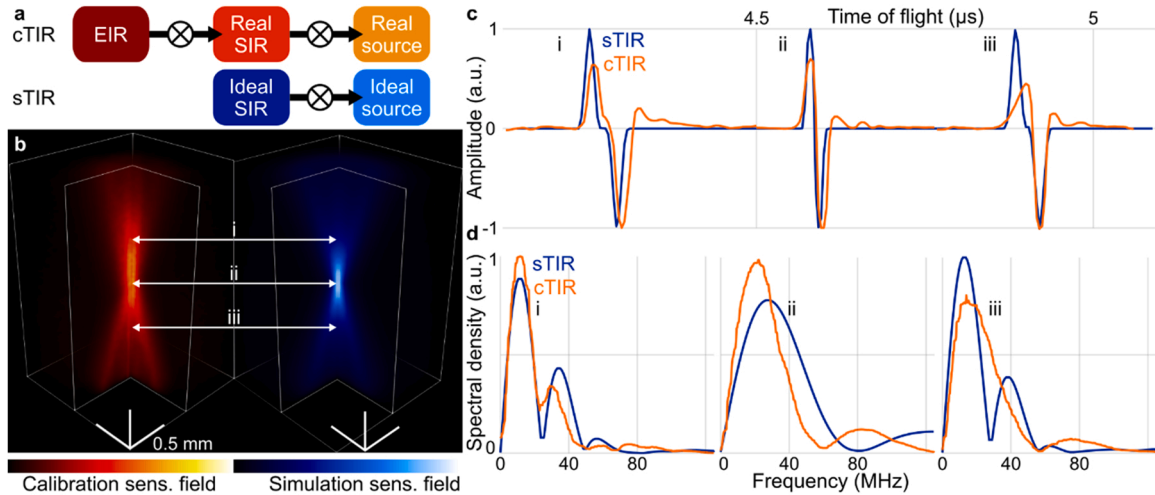 a
cTIR
EIR
Real
SIR
Real
source
sTIR
Ideal
SIR
Ideal
source
b
i
ii
iii
0.5 mm
Calibration sens. field
Simulation sens. field
c
4.5
Time of flight (µs)
5
Amplitude (a.u.)
1
0
-1
i
sTIR
cTIR
ii
iii
d
Spectral density (a.u.)
1
0
sTIR
cTIR
i
ii
iii
0
40
80
0
40
80
0
40
80
Frequency (MHz)